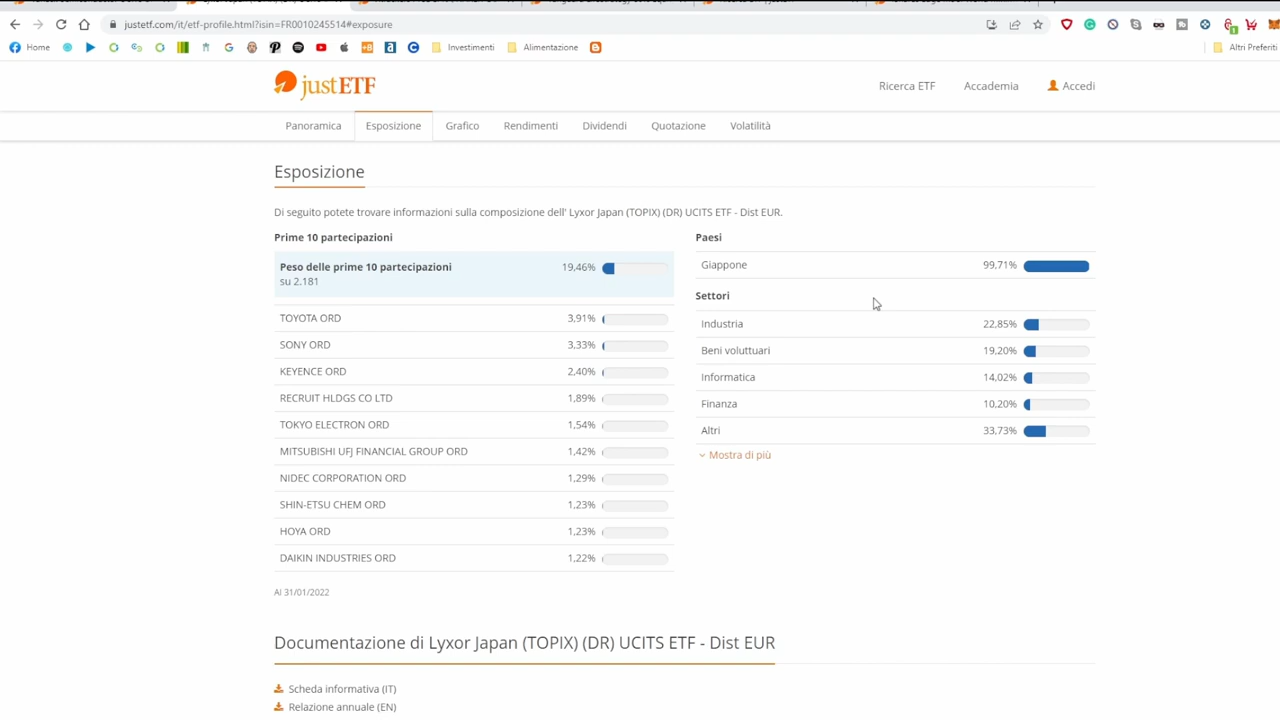 justetf.com/it/etf-profile.html?isin=FR0010245514#exposure
Home
Investimenti
Alimentazione
Altri Preferiti
justETF
Ricerca ETF
Accademia
Accedi
Panoramica
Esposizione
Grafico
Rendimenti
Dividendi
Quotazione
Volatilità
Esposizione
Di seguito potete trovare informazioni sulla composizione dell' Lyxor Japan (TOPIX) (DR) UCITS ETF - Dist EUR.
Prime 10 partecipazioni
Peso delle prime 10 partecipazioni 19,46%
su 2.181
TOYOTA ORD 3,91%
SONY ORD 3,33%
KEYENCE ORD 2,40%
RECRUIT HLDGS CO LTD 1,89%
TOKYO ELECTRON ORD 1,54%
MITSUBISHI UFJ FINANCIAL GROUP ORD 1,42%
NIDEC CORPORATION ORD 1,29%
SHIN-ETSU CHEM ORD 1,23%
HOYA ORD 1,23%
DAIKIN INDUSTRIES ORD 1,22%
Al 31/01/2022
Paesi
Giappone 99,71%
Settori
Industria 22,85%
Beni voluttuari 19,20%
Informatica 14,02%
Finanza 10,20%
Altri 33,73%
Mostra di più
Documentazione di Lyxor Japan (TOPIX) (DR) UCITS ETF - Dist EUR
Scheda informativa (IT)
Relazione annuale (EN)